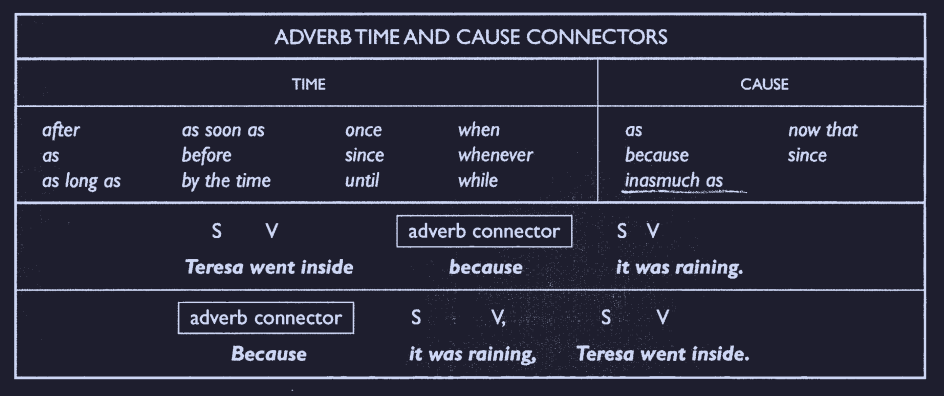 ADVERB TIME AND CAUSE CONNECTORS
TIME CAUSE
after as soon as once when as now that
as before since whenever because since
as long as by the time until while inasmuch as
S V adverb connector S V
Teresa went inside because it was raining.
adverb connector S V, S V
Because it was raining, Teresa went inside.